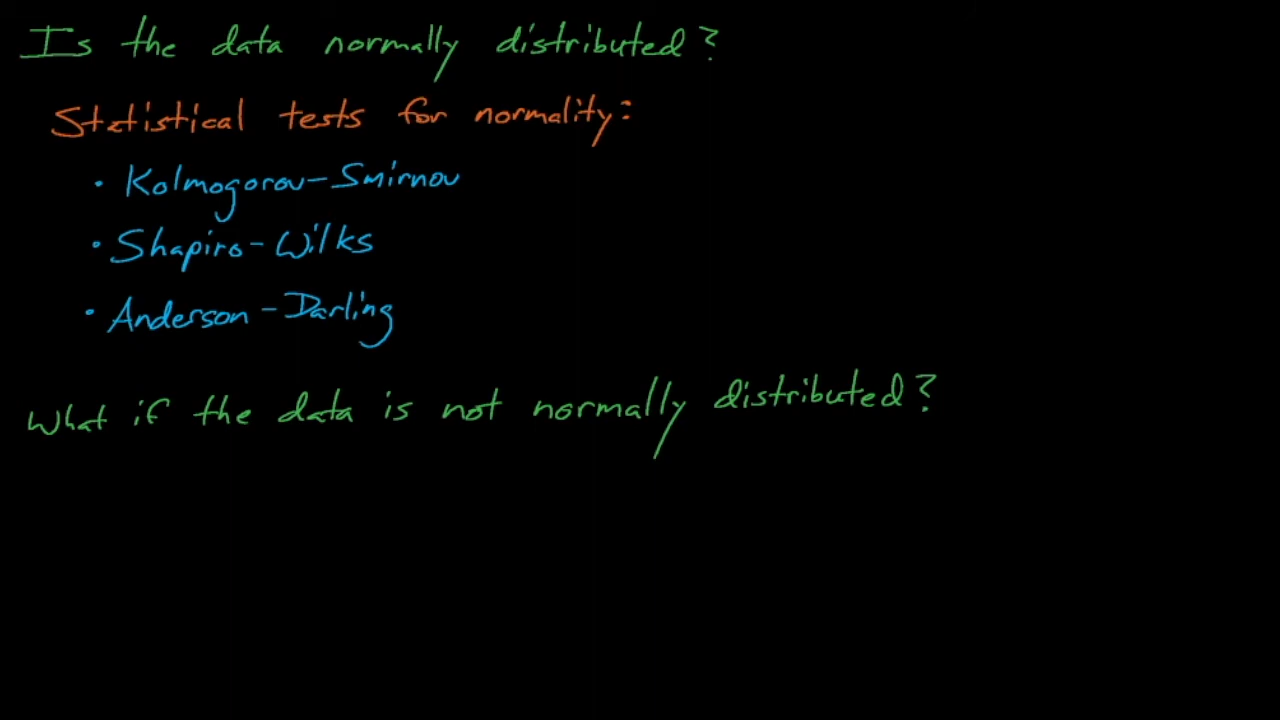 Is the data normally distributed?
Statistical tests for normality:
• Kolmogorov-Smirnov
• Shapiro-Wilks
• Anderson-Darling
What if the data is not normally distributed?